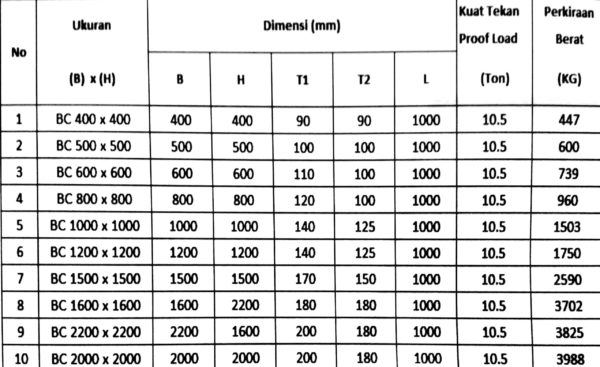 No Ukuran (B) x (H) Dimensi (mm) Kuat Tekan Proof Load (Ton) Perkiraan Berat (KG)
B H T1 T2 L
1 BC 400 x 400 400 400 90 90 1000 10.5 447
2 BC 500 x 500 500 500 100 100 1000 10.5 600
3 BC 600 x 600 600 600 110 100 1000 10.5 739
4 BC 800 x 800 800 800 120 100 1000 10.5 960
5 BC 1000 x 1000 1000 1000 140 125 1000 10.5 1503
6 BC 1200 x 1200 1200 1200 140 125 1000 10.5 1750
7 BC 1500 x 1500 1500 1500 170 150 1000 10.5 2590
8 BC 1600 x 1600 1600 2200 180 180 1000 10.5 3702
9 BC 2200 x 2200 2200 1600 200 180 1000 10.5 3825
10 BC 2000 x 2000 2000 2000 200 180 1000 10.5 3988